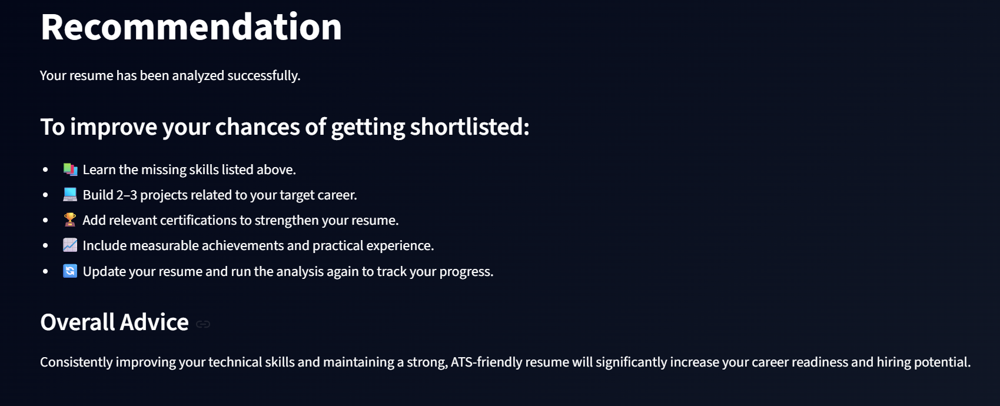 Recommendation
Your resume has been analyzed successfully.
To improve your chances of getting shortlisted:
• 📚 Learn the missing skills listed above.
• 💻 Build 2–3 projects related to your target career.
• 🏆 Add relevant certifications to strengthen your resume.
• 📈 Include measurable achievements and practical experience.
• 🔄 Update your resume and run the analysis again to track your progress.
Overall Advice
Consistently improving your technical skills and maintaining a strong, ATS-friendly resume will significantly increase your career readiness and hiring potential.